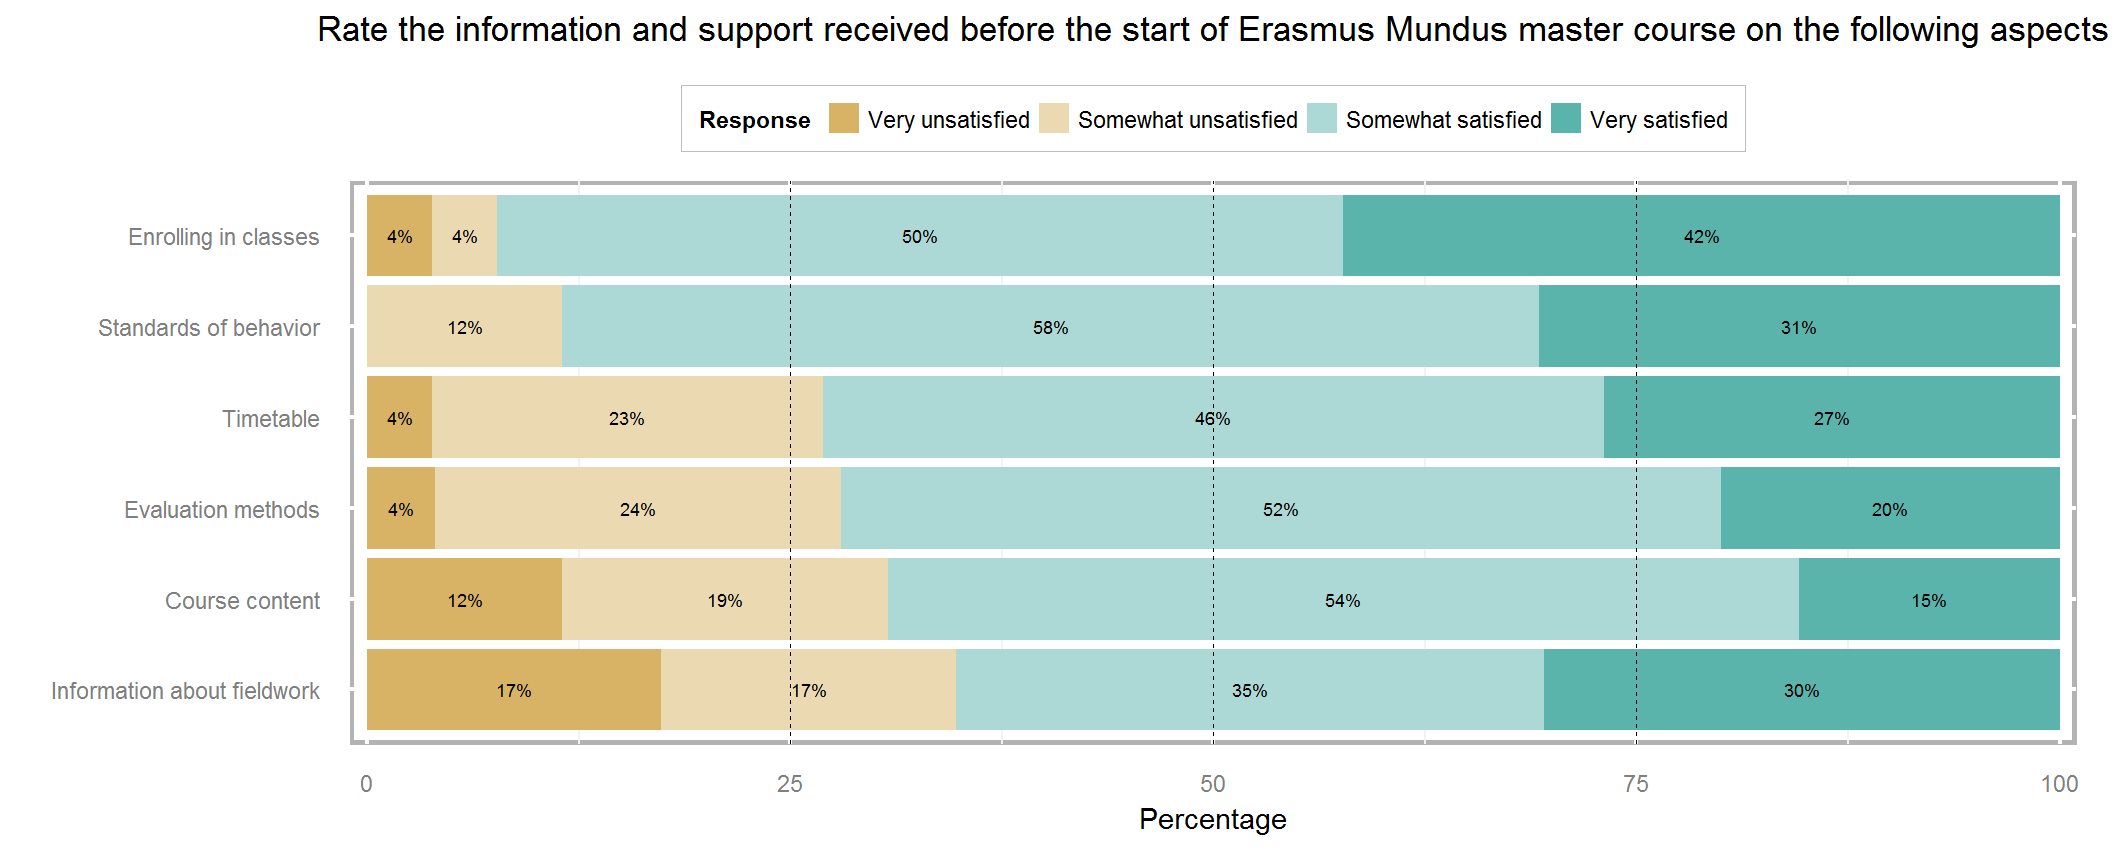 Rate the information and support received before the start of Erasmus Mundus master course on the following aspects
Response Very unsatisfied Somewhat unsatisfied Somewhat satisfied Very satisfied
Enrolling in classes 4% 4% 50% 42%
Standards of behavior 12% 58% 31%
Timetable 4% 23% 46% 27%
Evaluation methods 4% 24% 52% 20%
Course content 12% 19% 54% 15%
Information about fieldwork 17% 17% 35% 30%
0 25 50 75 100
Percentage